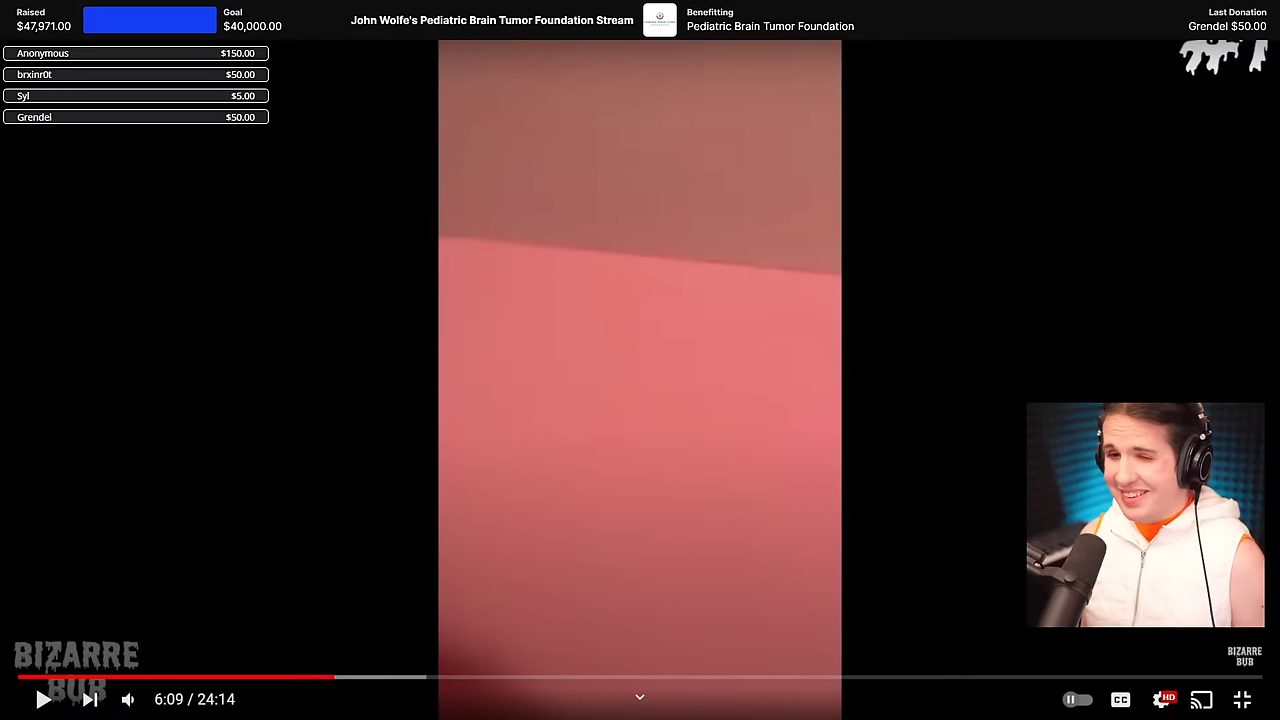 Raised
$47,971.00
Goal
$40,000.00
John Wolfe's Pediatric Brain Tumor Foundation Stream
Benefitting
Pediatric Brain Tumor Foundation
Last Donation
Grendel $50.00
Anonymous $150.00
brxinr0t $50.00
Syl $5.00
Grendel $50.00
BIZARRE
BUB
BIZARRE
BUB
6:09 / 24:14
CC
HD